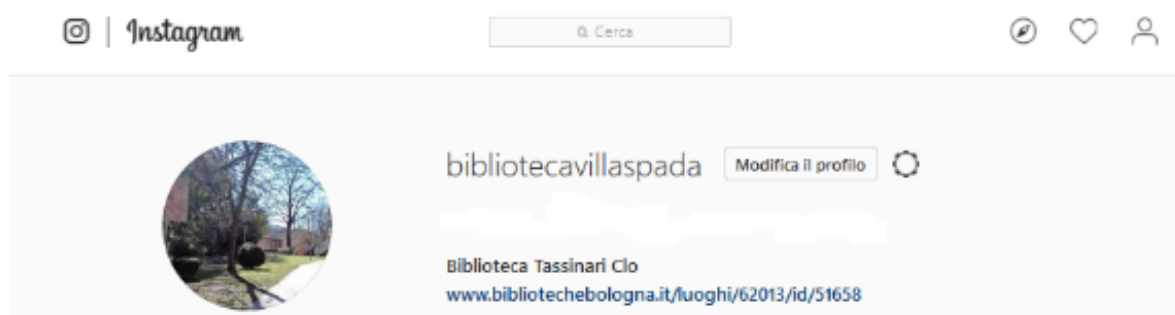 Instagram
Cerca
bibliotecavillaspada Modifica il profilo
Biblioteca Tassinari Clo
www.bibliotechebologna.it/luoghi/62013/id/51658